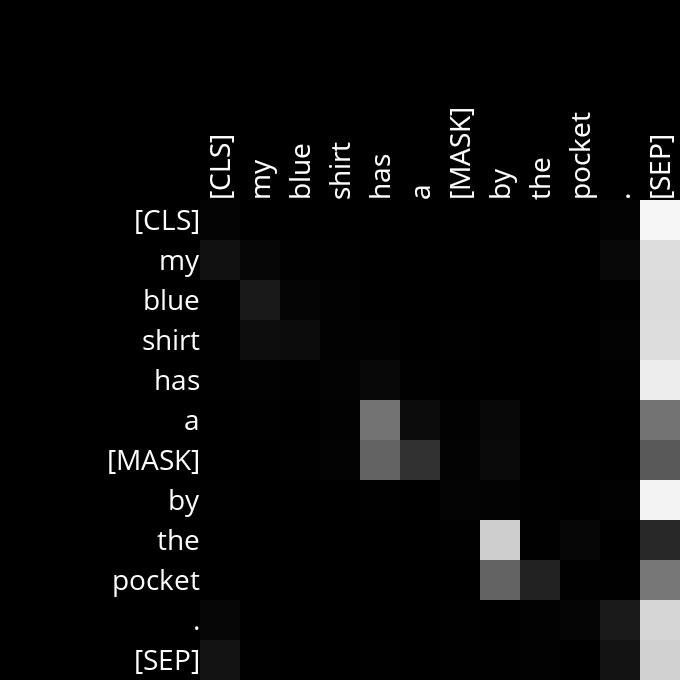 [CLS] my blue shirt has a [MASK] by the pocket . [SEP]
[CLS]
my
blue
shirt
has
a
[MASK]
by
the
pocket
.
[SEP]